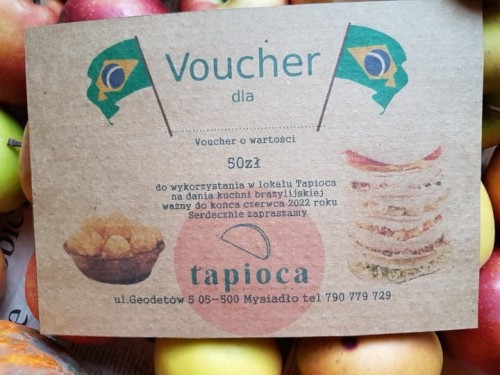 Voucher
dla
Voucher o wartości
50zł
do wykorzystania w lokalu Tapioca
na dania kuchni brazylijskiej
ważny do końca czerwca 2022 roku
Serdecznie zapraszamy
tapioca
ul.Geodetów 5 05-500 Mysiadło tel 790 779 729